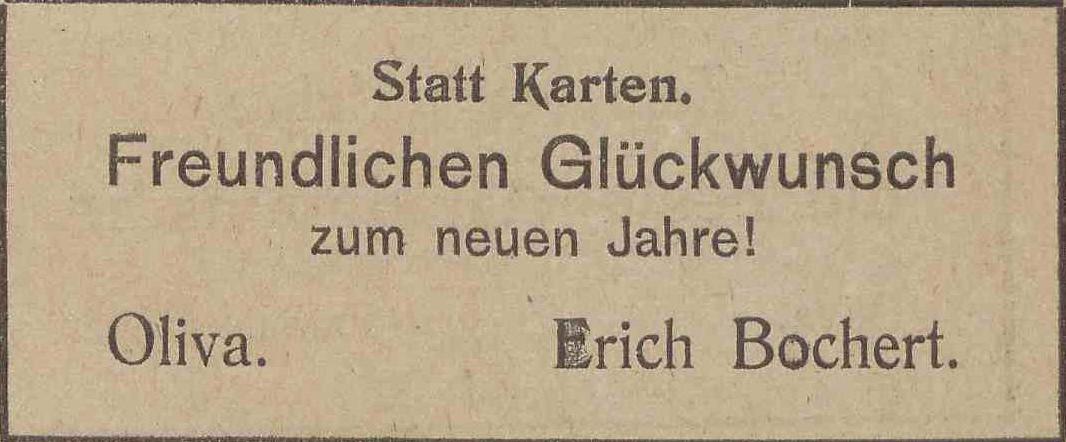 Statt Karten.
Freundlichen Glückwunsch
zum neuen Jahre!
Oliva. Erich Bochert.